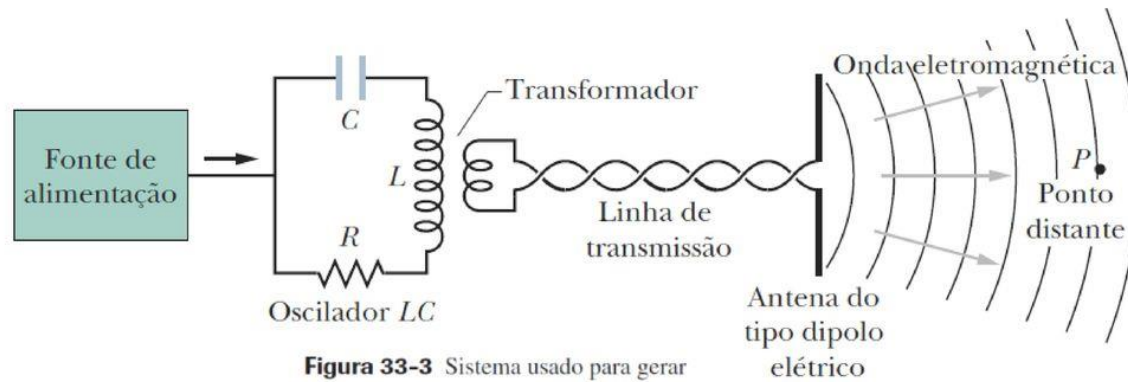 Onda eletromagnética
Transformador
C
Fonte de
alimentação
L
P
Ponto
distante
Linha de
transmissão
R
Oscilador LC
Antena do
tipo dipolo
elétrico
Figura 33-3 Sistema usado para gerar